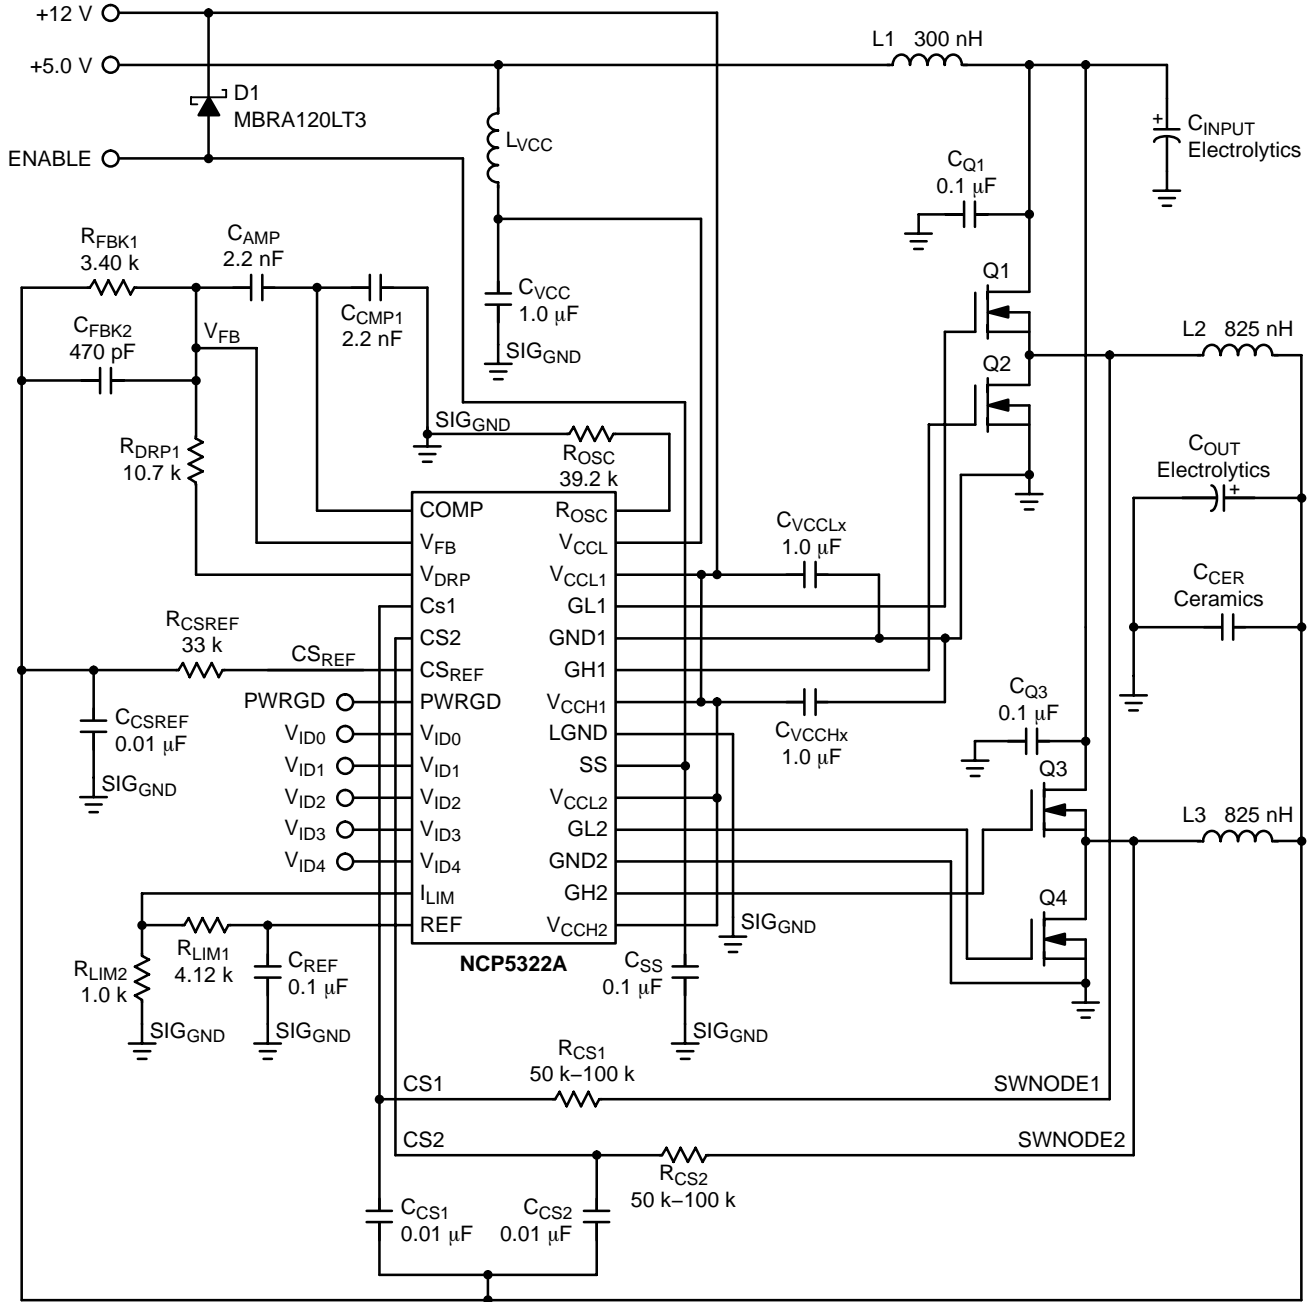 +12 V
+5.0 V
ENABLE
D1
MBRA120LT3
L1 300 nH
LVCC
CINPUT
Electrolytics
CQ1
0.1 μF
RFBK1
3.40 k
CAMP
2.2 nF
CCMP1
2.2 nF
CVCC
1.0 μF
SIGGND
CFBK2
470 pF
VFB
Q1
L2 825 nH
Q2
RDRP1
10.7 k
SIGGND
ROSC
39.2 k
COUT
Electrolytics
CCER
Ceramics
CVCCLx
1.0 μF
COMP
VFB
VDRP
Cs1
CS2
CSREF
PWRGD
VID0
VID1
VID2
VID3
VID4
ILIM
REF
ROSC
VCCL
VCCL1
GL1
GND1
GH1
VCCH1
LGND
SS
VCCL2
GL2
GND2
GH2
VCCH2
NCP5322A
RCSREF
33 k
CSREF
PWRGD
VID0
VID1
VID2
VID3
VID4
CCSREF
0.01 μF
SIGGND
CVCCHx
1.0 μF
CQ3
0.1 μF
Q3
L3 825 nH
Q4
RLIM1
4.12 k
RLIM2
1.0 k
CREF
0.1 μF
SIGGND
SIGGND
SIGGND
CSS
0.1 μF
SIGGND
RCS1
50 k–100 k
CS1
SWNODE1
CS2
SWNODE2
RCS2
50 k–100 k
CCS1
0.01 μF
CCS2
0.01 μF